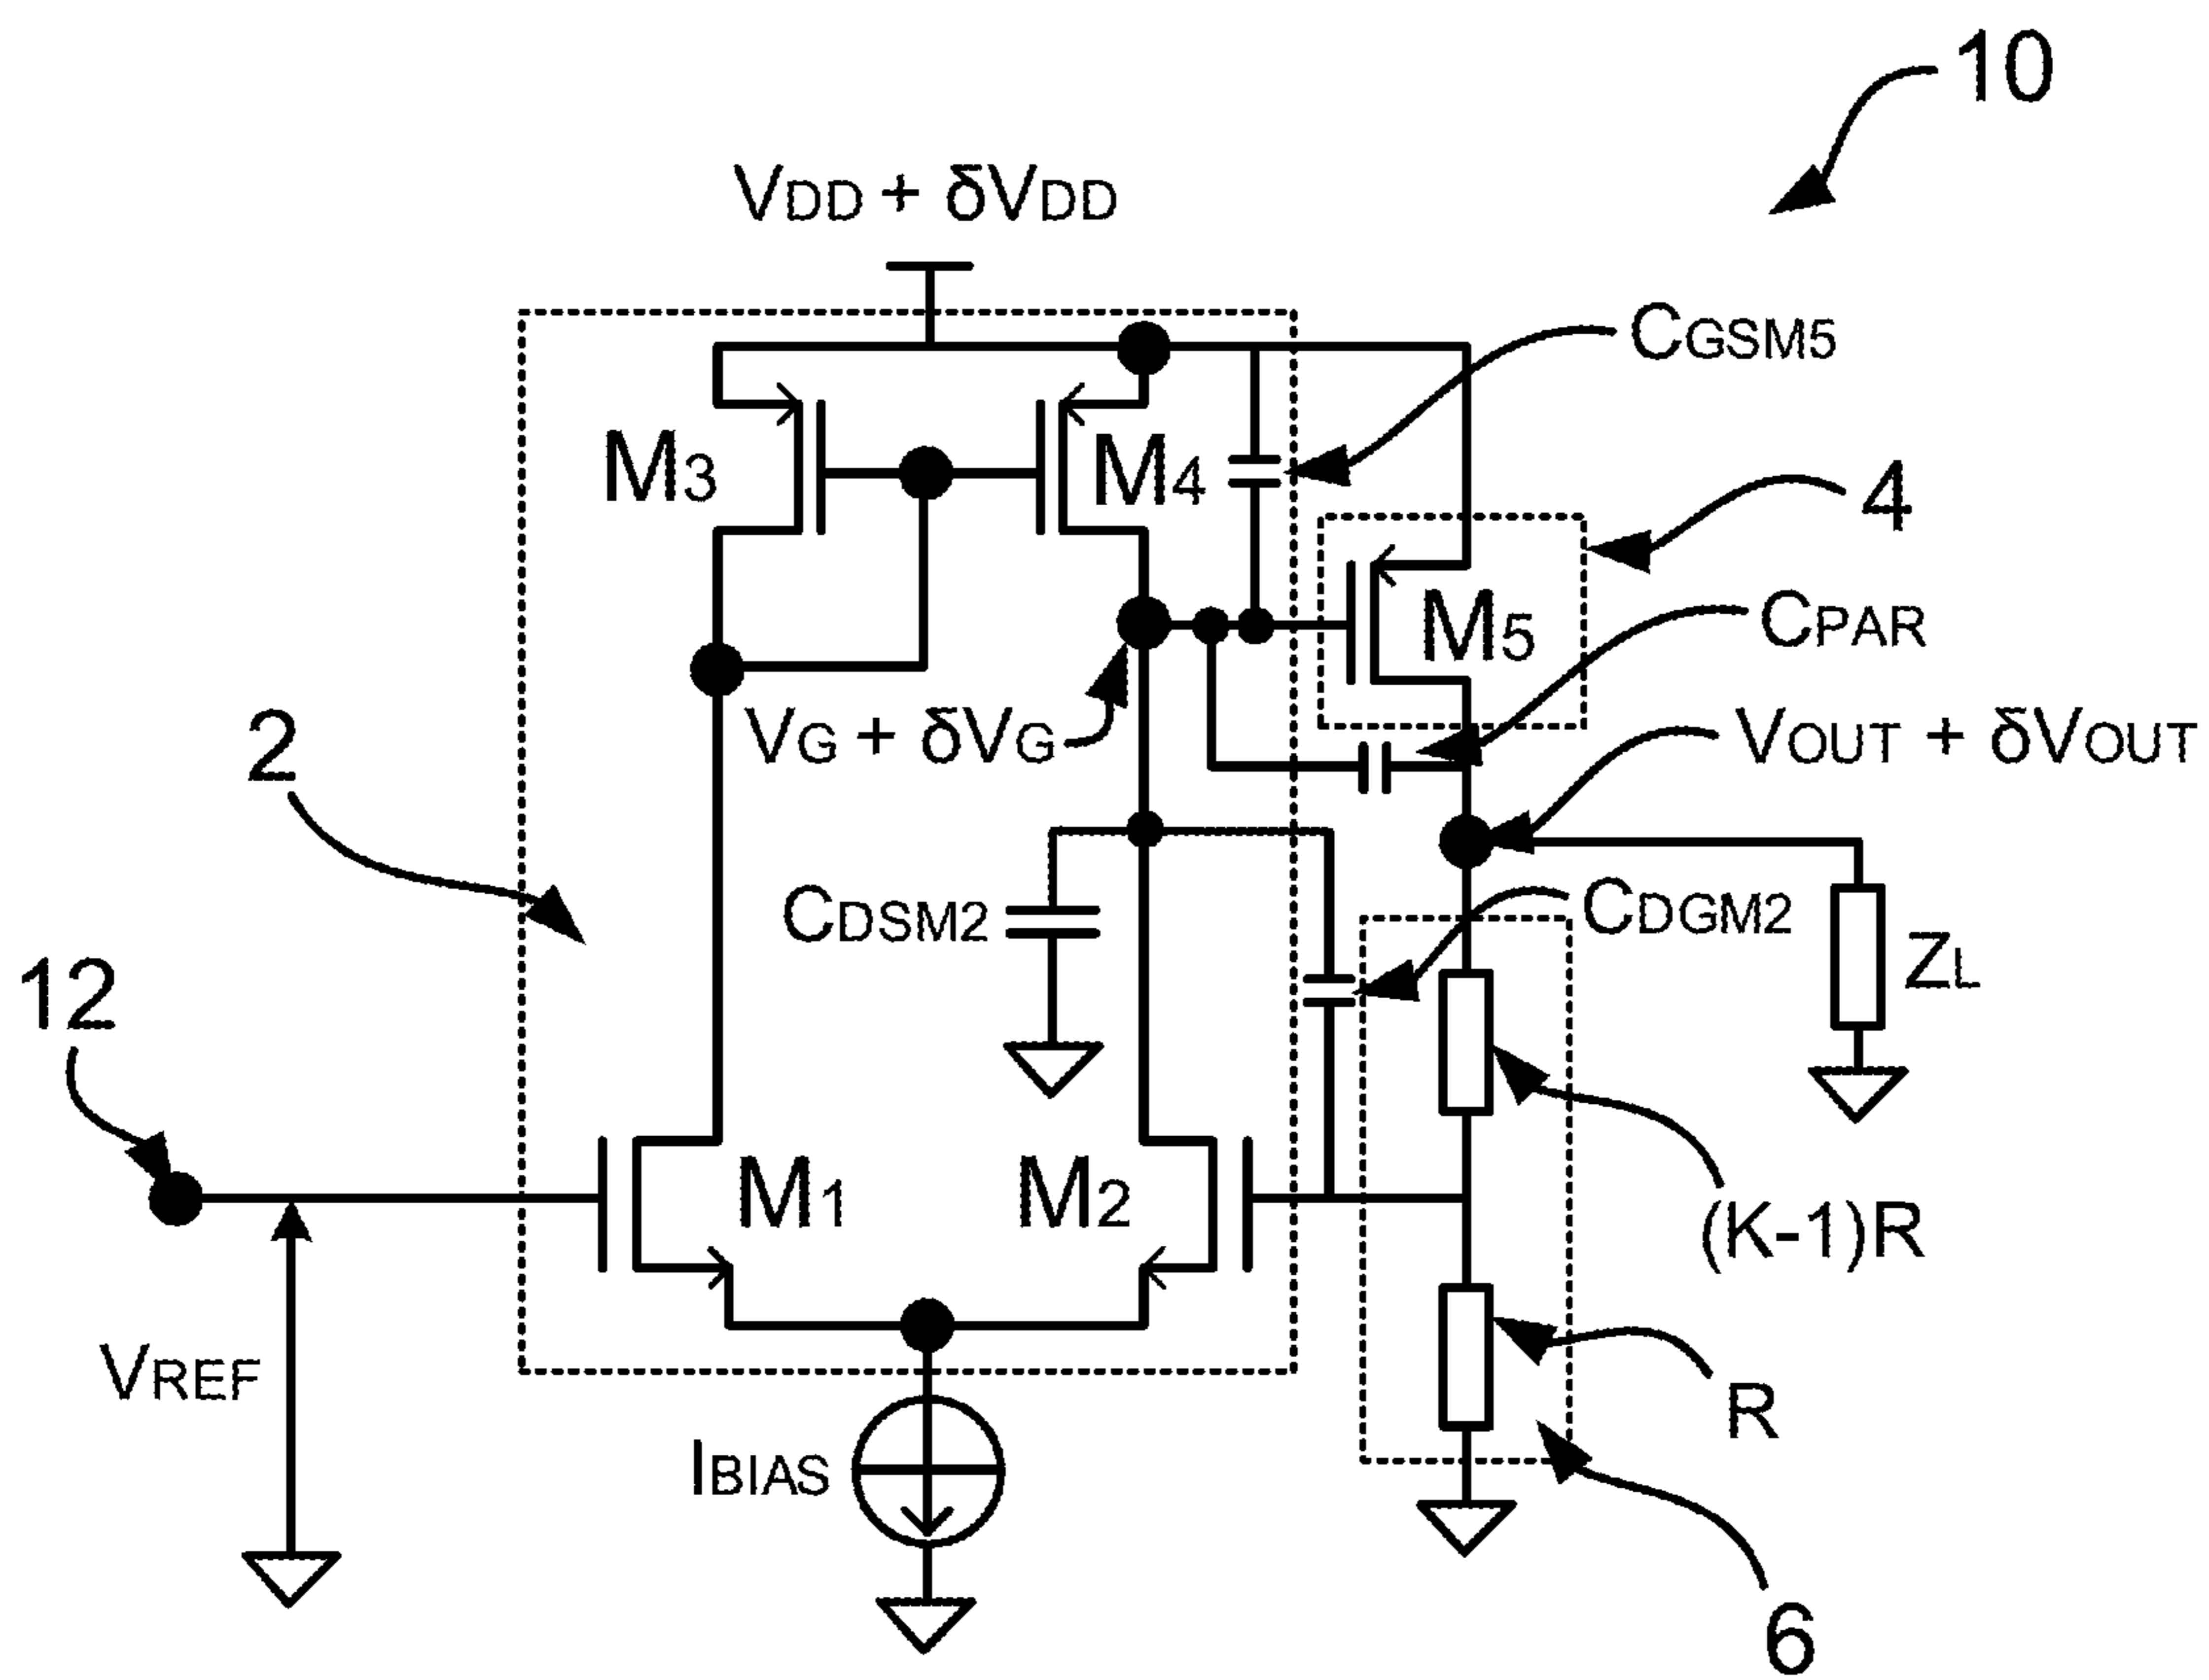 10
VDD + δVDD
CGSM5
M3
M4
4
M5
CPAR
2
VG + δVG
VOUT + δVOUT
CDSM2
CDGM2
ZL
12
M1
M2
(K-1)R
VREF
R
IBIAS
6